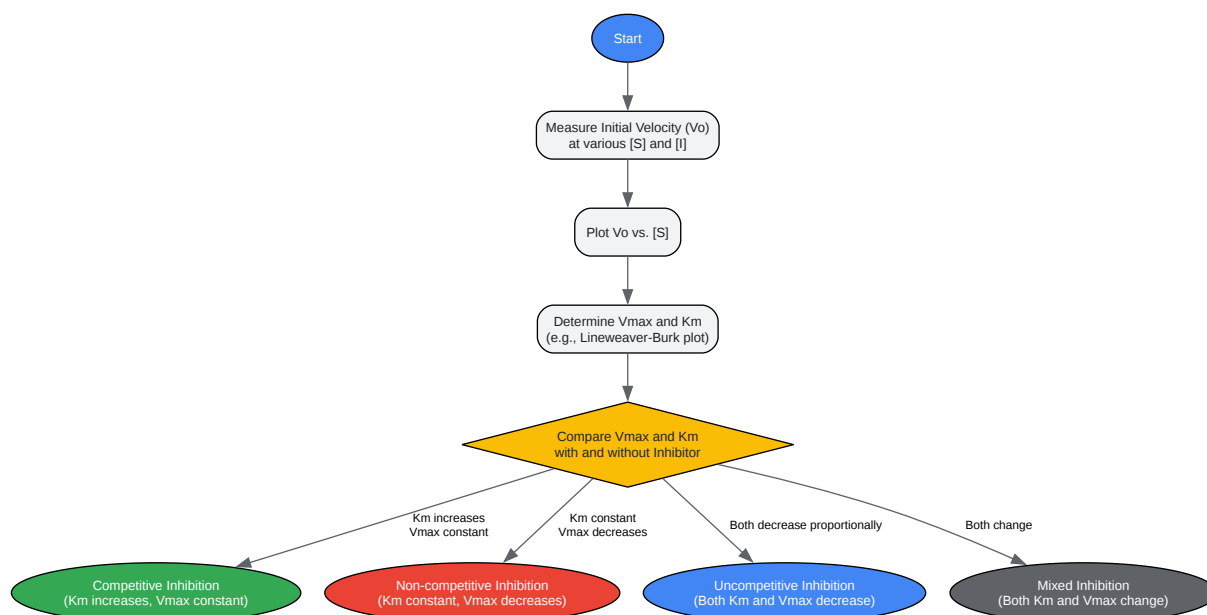 Start
Measure Initial Velocity (Vo)
at various [S] and [I]
Plot Vo vs. [S]
Determine Vmax and Km
(e.g., Lineweaver-Burk plot)
Compare Vmax and Km
with and without Inhibitor
Km increases
Vmax constant
Km constant
Vmax decreases
Both decrease proportionally
Both change
Competitive Inhibition
(Km increases, Vmax constant)
Non-competitive Inhibition
(Km constant, Vmax decreases)
Uncompetitive Inhibition
(Both Km and Vmax decrease)
Mixed Inhibition
(Both Km and Vmax change)